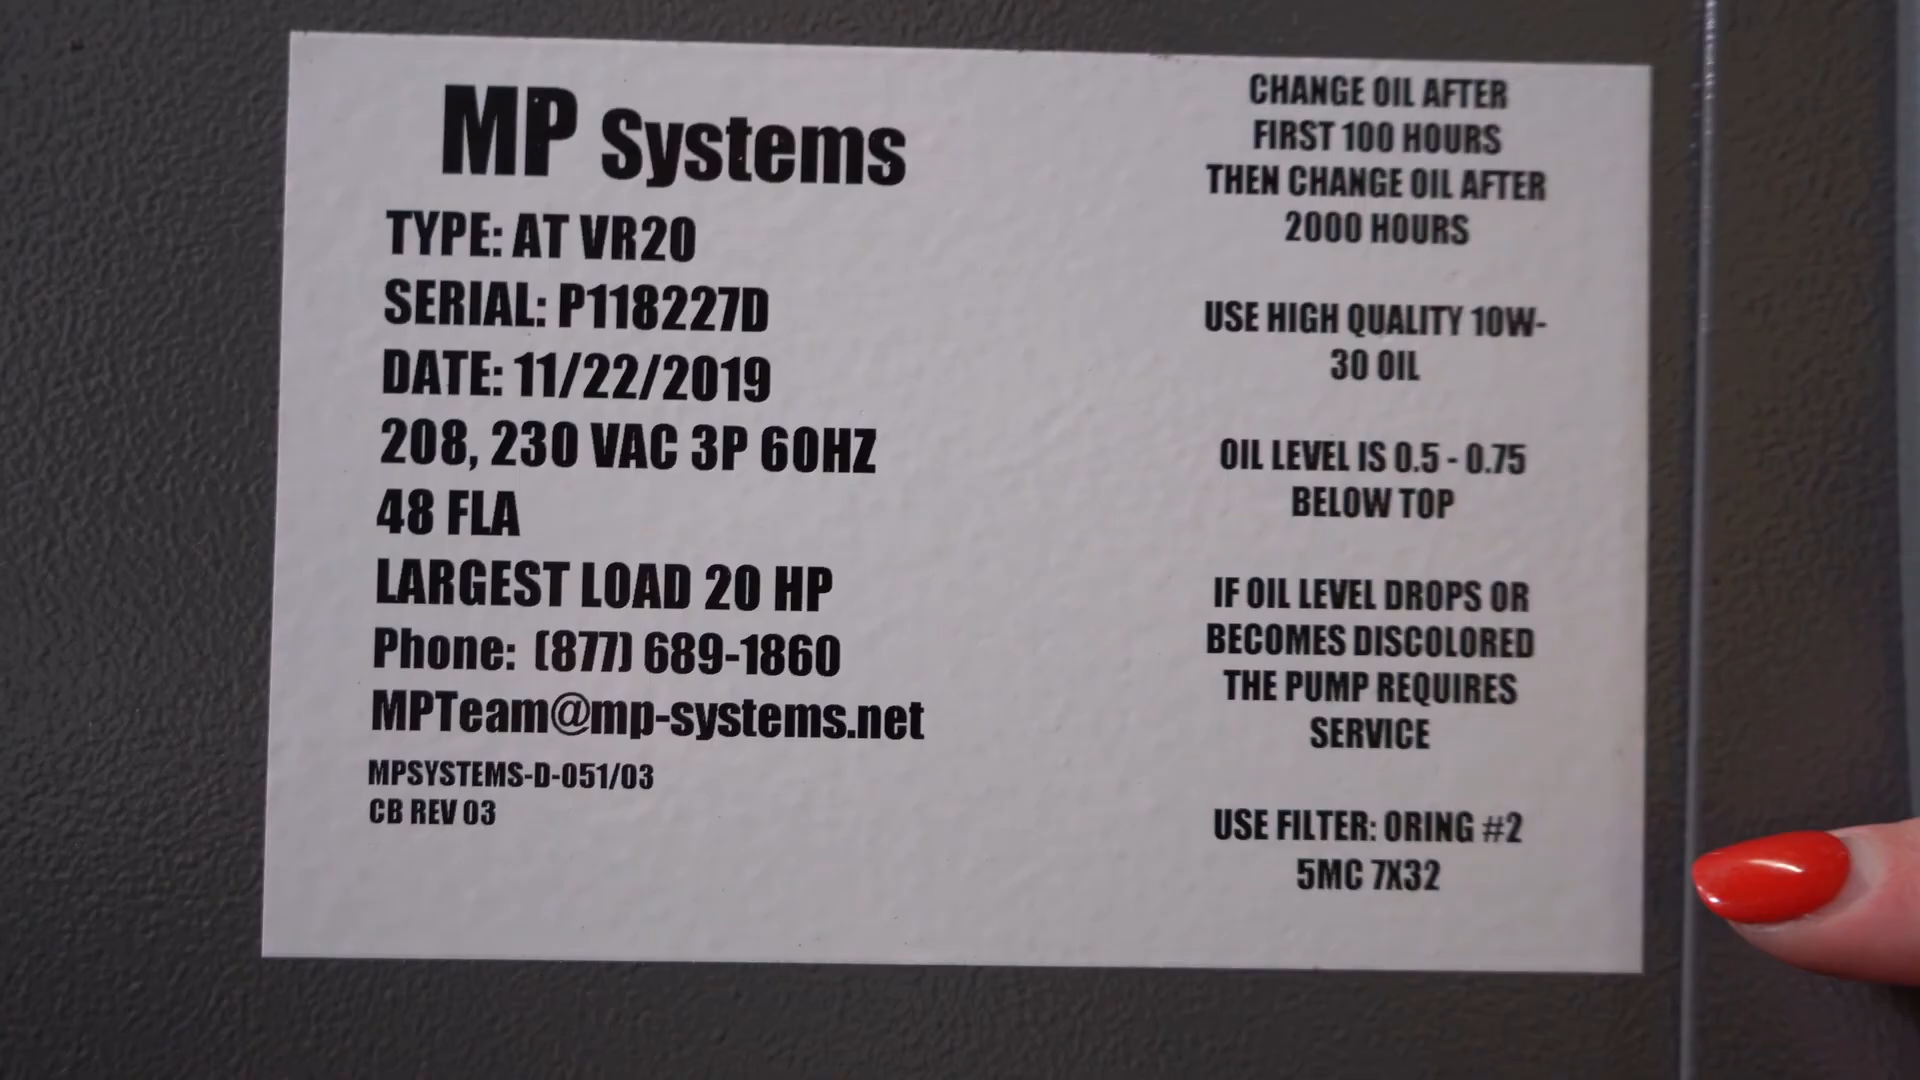 MP Systems
TYPE: AT VR20
SERIAL: P118227D
DATE: 11/22/2019
208, 230 VAC 3P 60HZ
48 FLA
LARGEST LOAD 20 HP
Phone: (877) 689-1860
MPTeam@mp-systems.net
MPSYSTEMS-D-051/03
CB REV 03
CHANGE OIL AFTER
FIRST 100 HOURS
THEN CHANGE OIL AFTER
2000 HOURS
USE HIGH QUALITY 10W-
30 OIL
OIL LEVEL IS 0.5 - 0.75
BELOW TOP
IF OIL LEVEL DROPS OR
BECOMES DISCOLORED
THE PUMP REQUIRES
SERVICE
USE FILTER: ORING #2
5MC 7X32